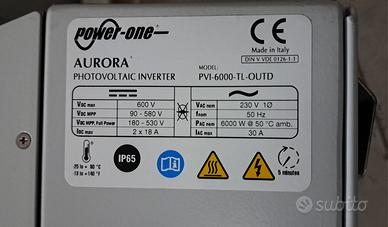 power-one
CE
Made in Italy
AURORA
PHOTOVOLTAIC INVERTER
MODEL:
PVI-6000-TL-OUTD
DIN V VDE 0126-1-1
VDC max 600 V
VDC MPP 90 - 580 V
VDC MPP, Full Power 180 - 530 V
IDC max 2 x 18 A
VAC nom 230 V 1Ø
fnom 50 Hz
PAC nom 6000 W @ 50 °C amb.
IAC max 30 A
-25 to + 60 °C
-13 to +140 °F
IP65
5 minutes
subito